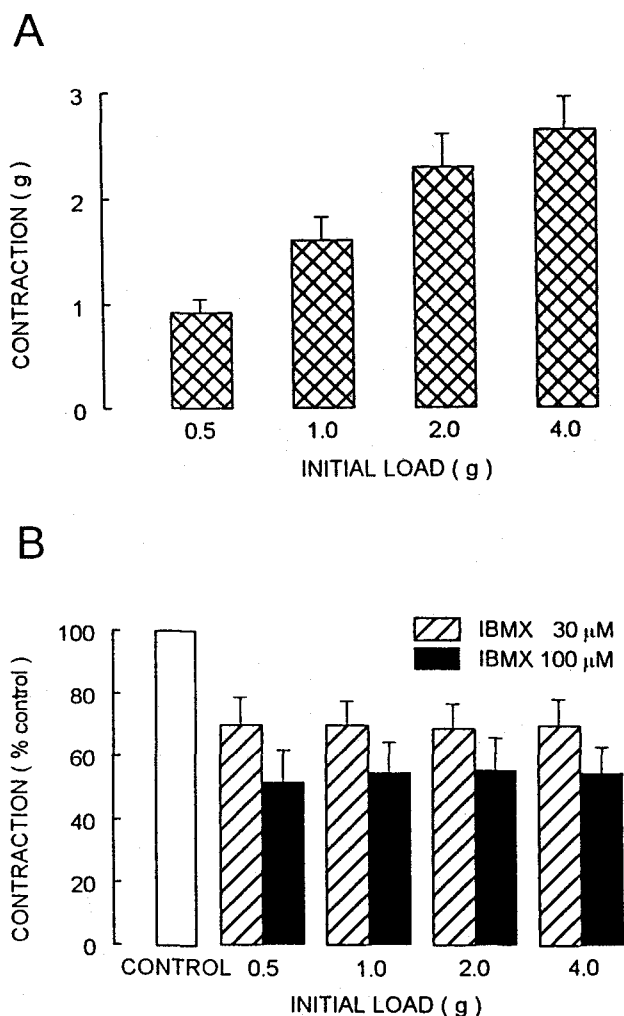 A
CONTRACTION ( g )
3
2
1
0
0.5 1.0 2.0 4.0
INITIAL LOAD ( g )
B
IBMX 30 μM
IBMX 100 μM
CONTRACTION ( % control )
100
80
60
40
20
0
CONTROL 0.5 1.0 2.0 4.0
INITIAL LOAD ( g )